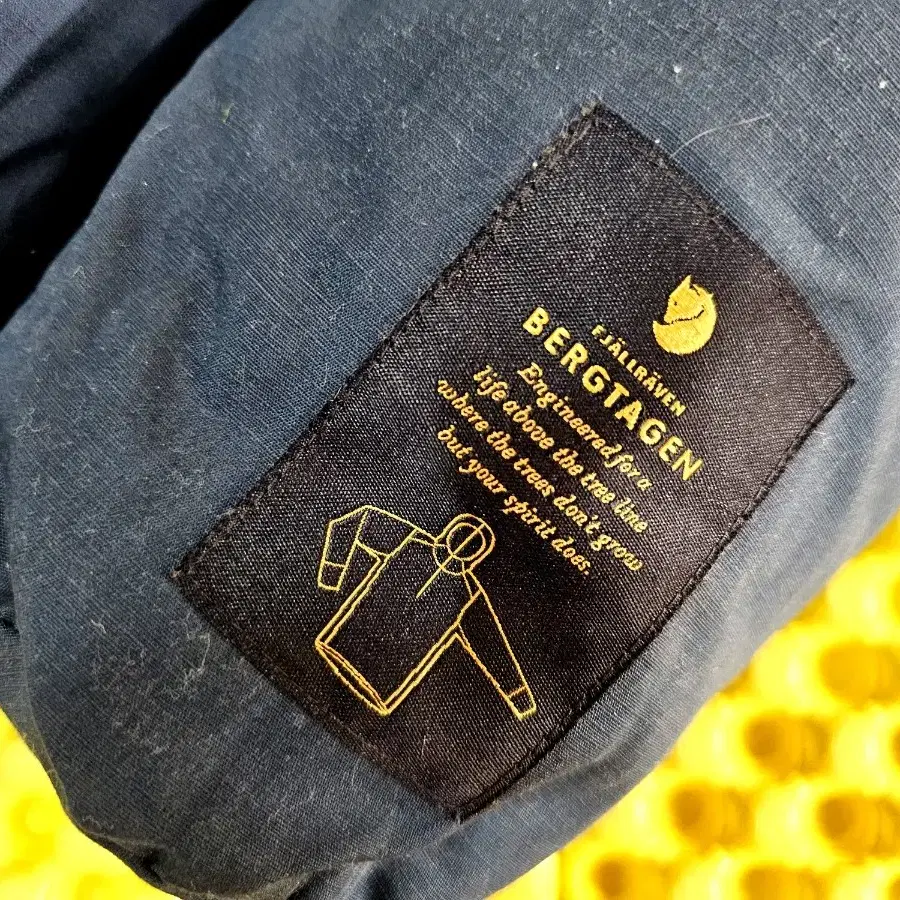 FJÄLLRÄVEN
BERGTAGEN
Engineered for a
life above the tree line
where the trees don't grow
but your spirit does.